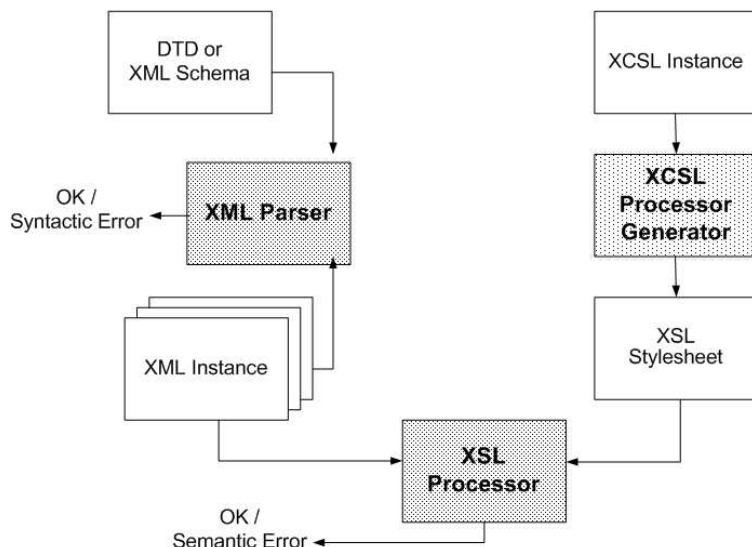 DTD or
XML Schema
XCSL Instance
XML Parser
OK /
Syntactic Error
XCSL
Processor
Generator
XML Instance
XSL
Stylesheet
XSL
Processor
OK /
Semantic Error